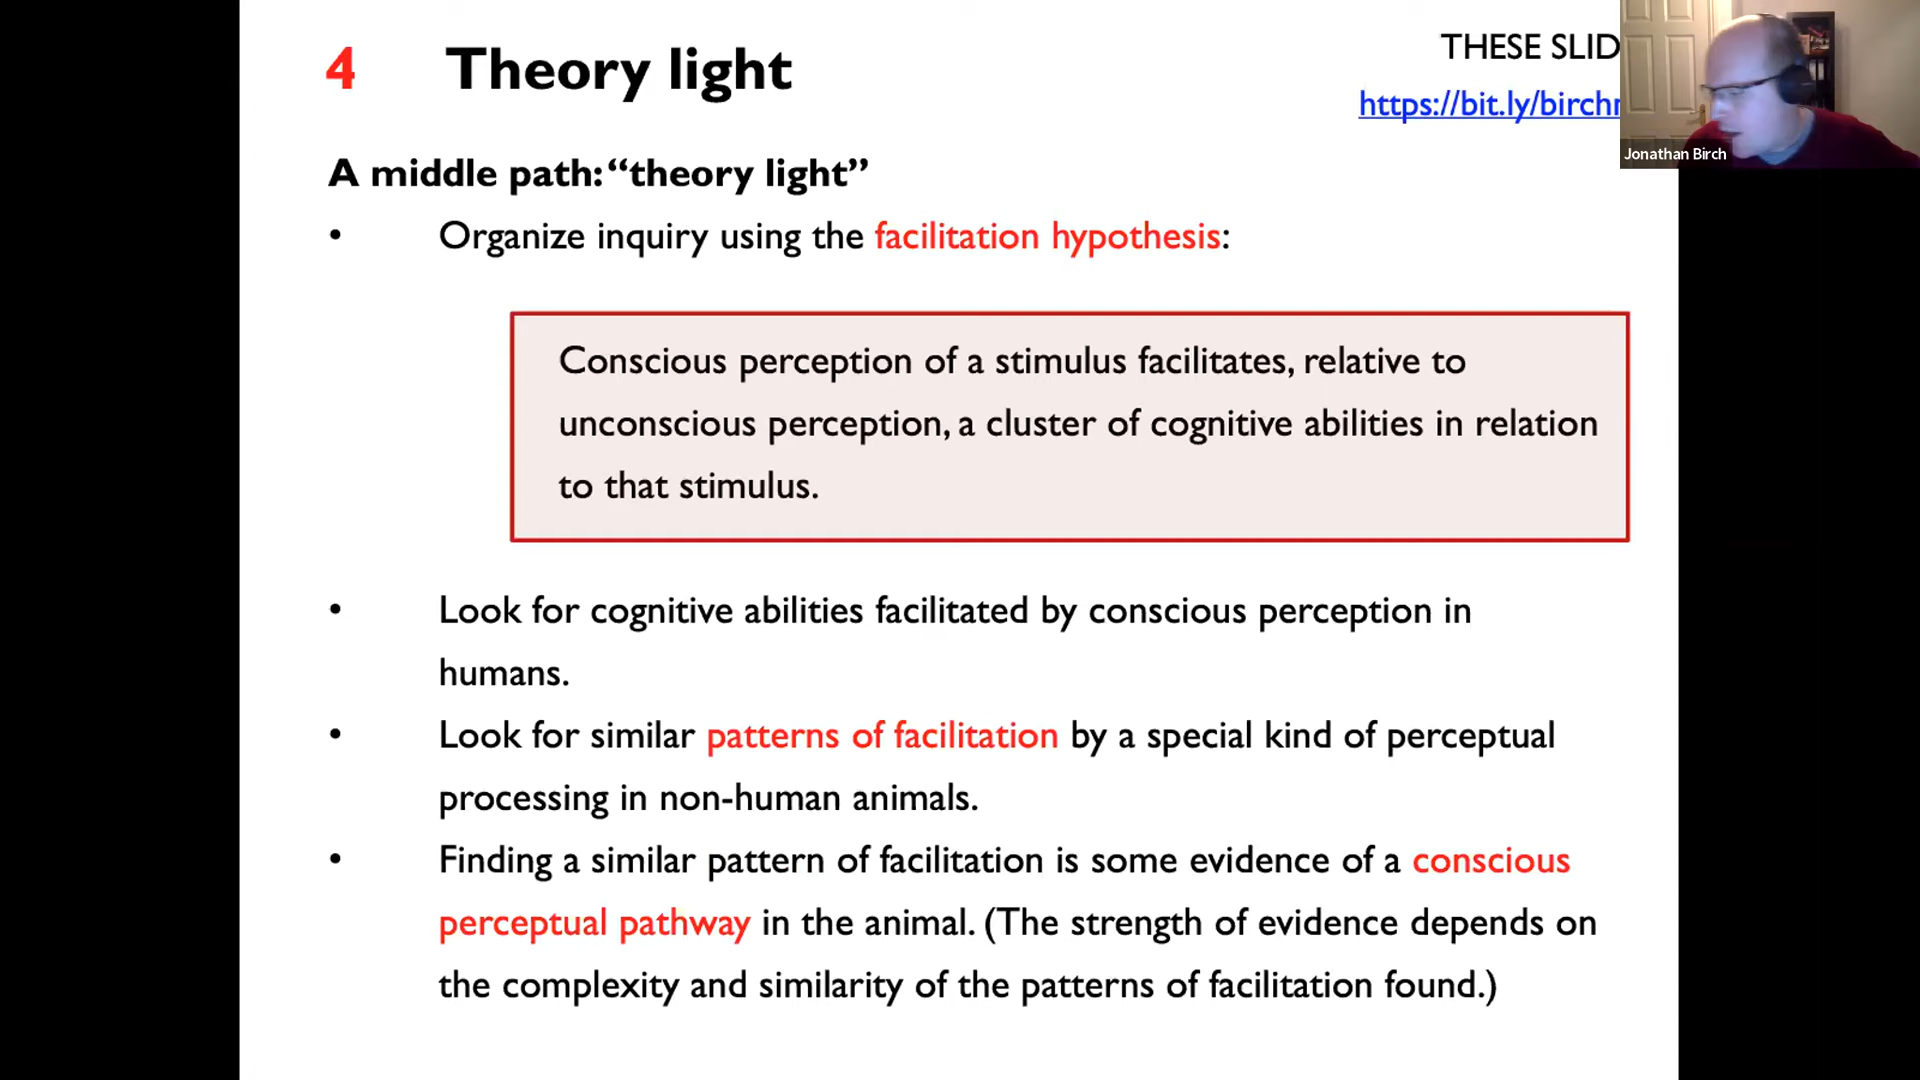 4 Theory light
THESE SLID
https://bit.ly/birchr
Jonathan Birch
A middle path: “theory light”
• Organize inquiry using the facilitation hypothesis:
Conscious perception of a stimulus facilitates, relative to
unconscious perception, a cluster of cognitive abilities in relation
to that stimulus.
• Look for cognitive abilities facilitated by conscious perception in
humans.
• Look for similar patterns of facilitation by a special kind of perceptual
processing in non-human animals.
• Finding a similar pattern of facilitation is some evidence of a conscious
perceptual pathway in the animal. (The strength of evidence depends on
the complexity and similarity of the patterns of facilitation found.)